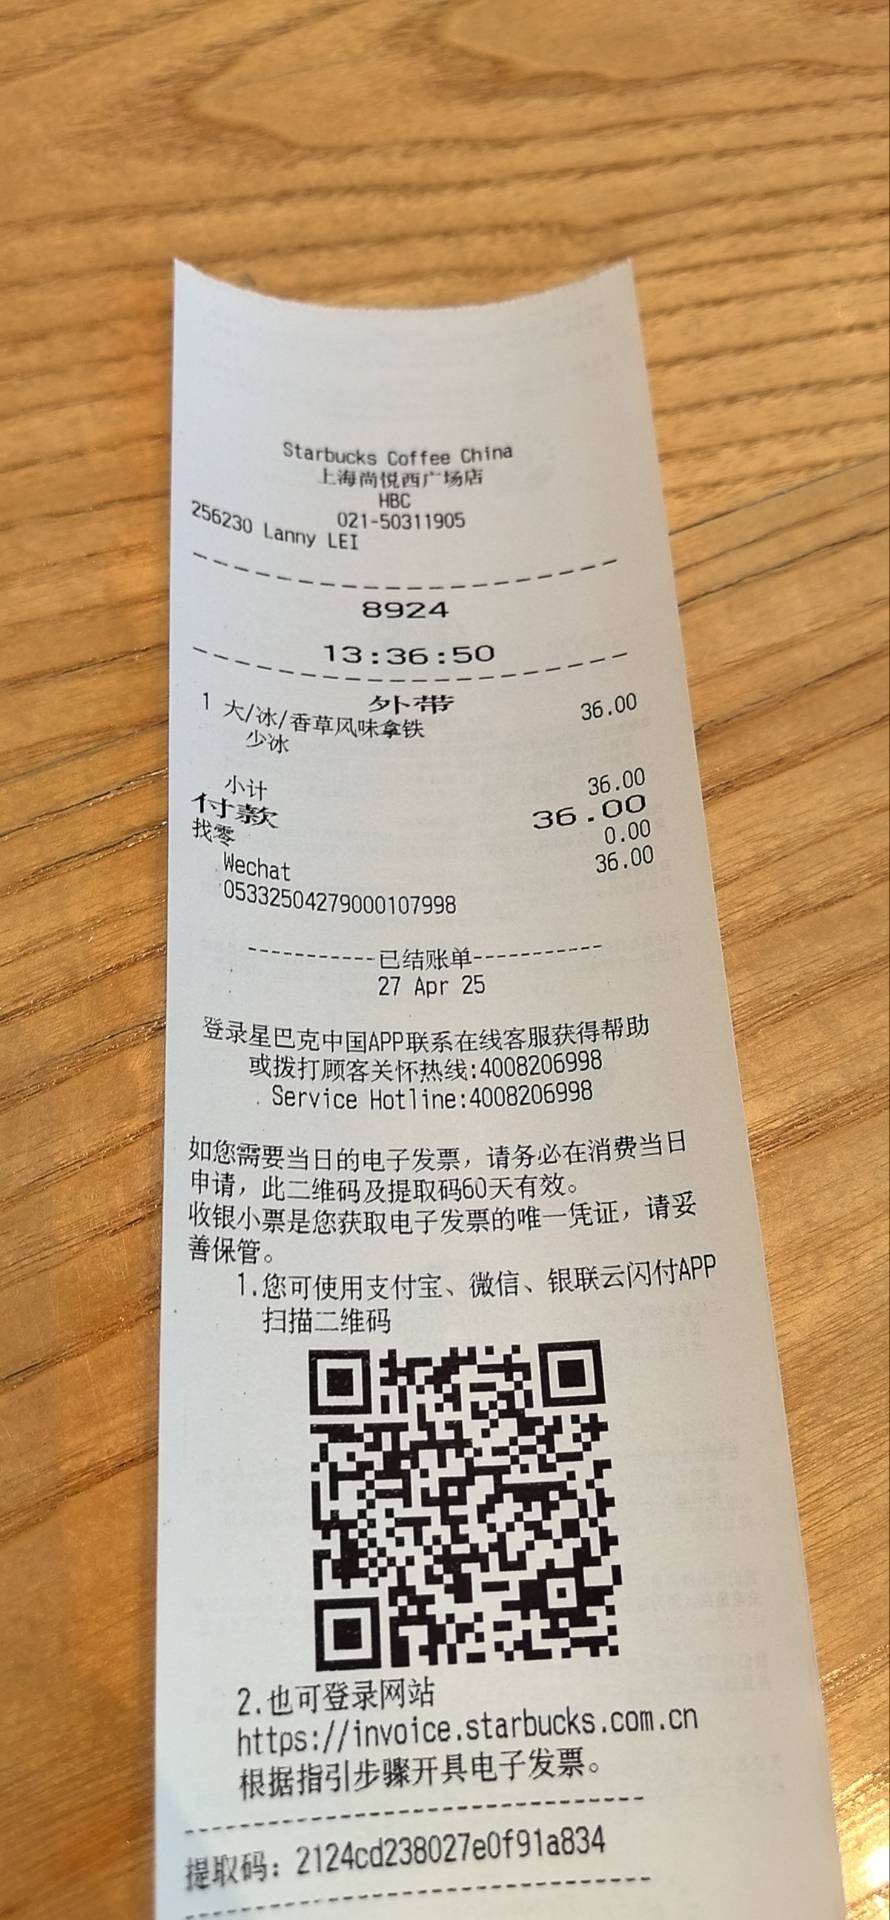 Starbucks Coffee China
上海尚悦西广场店
HBC
021-50311905
256230 Lanny LEI
8924
13:36:50
外带
1 大/冰/香草风味拿铁 36.00
少冰
小计 36.00
付款 36.00
找零 0.00
Wechat 36.00
05332504279000107998
-----------已结账单-----------
27 Apr 25
登录星巴克中国APP联系在线客服获得帮助
或拨打顾客关怀热线:4008206998
Service Hotline:4008206998
如您需要当日的电子发票，请务必在消费当日
申请，此二维码及提取码60天有效。
收银小票是您获取电子发票的唯一凭证，请妥
善保管。
1.您可使用支付宝、微信、银联云闪付APP
扫描二维码
2.也可登录网站
https://invoice.starbucks.com.cn
根据指引步骤开具电子发票。
提取码：2124cd238027e0f91a834